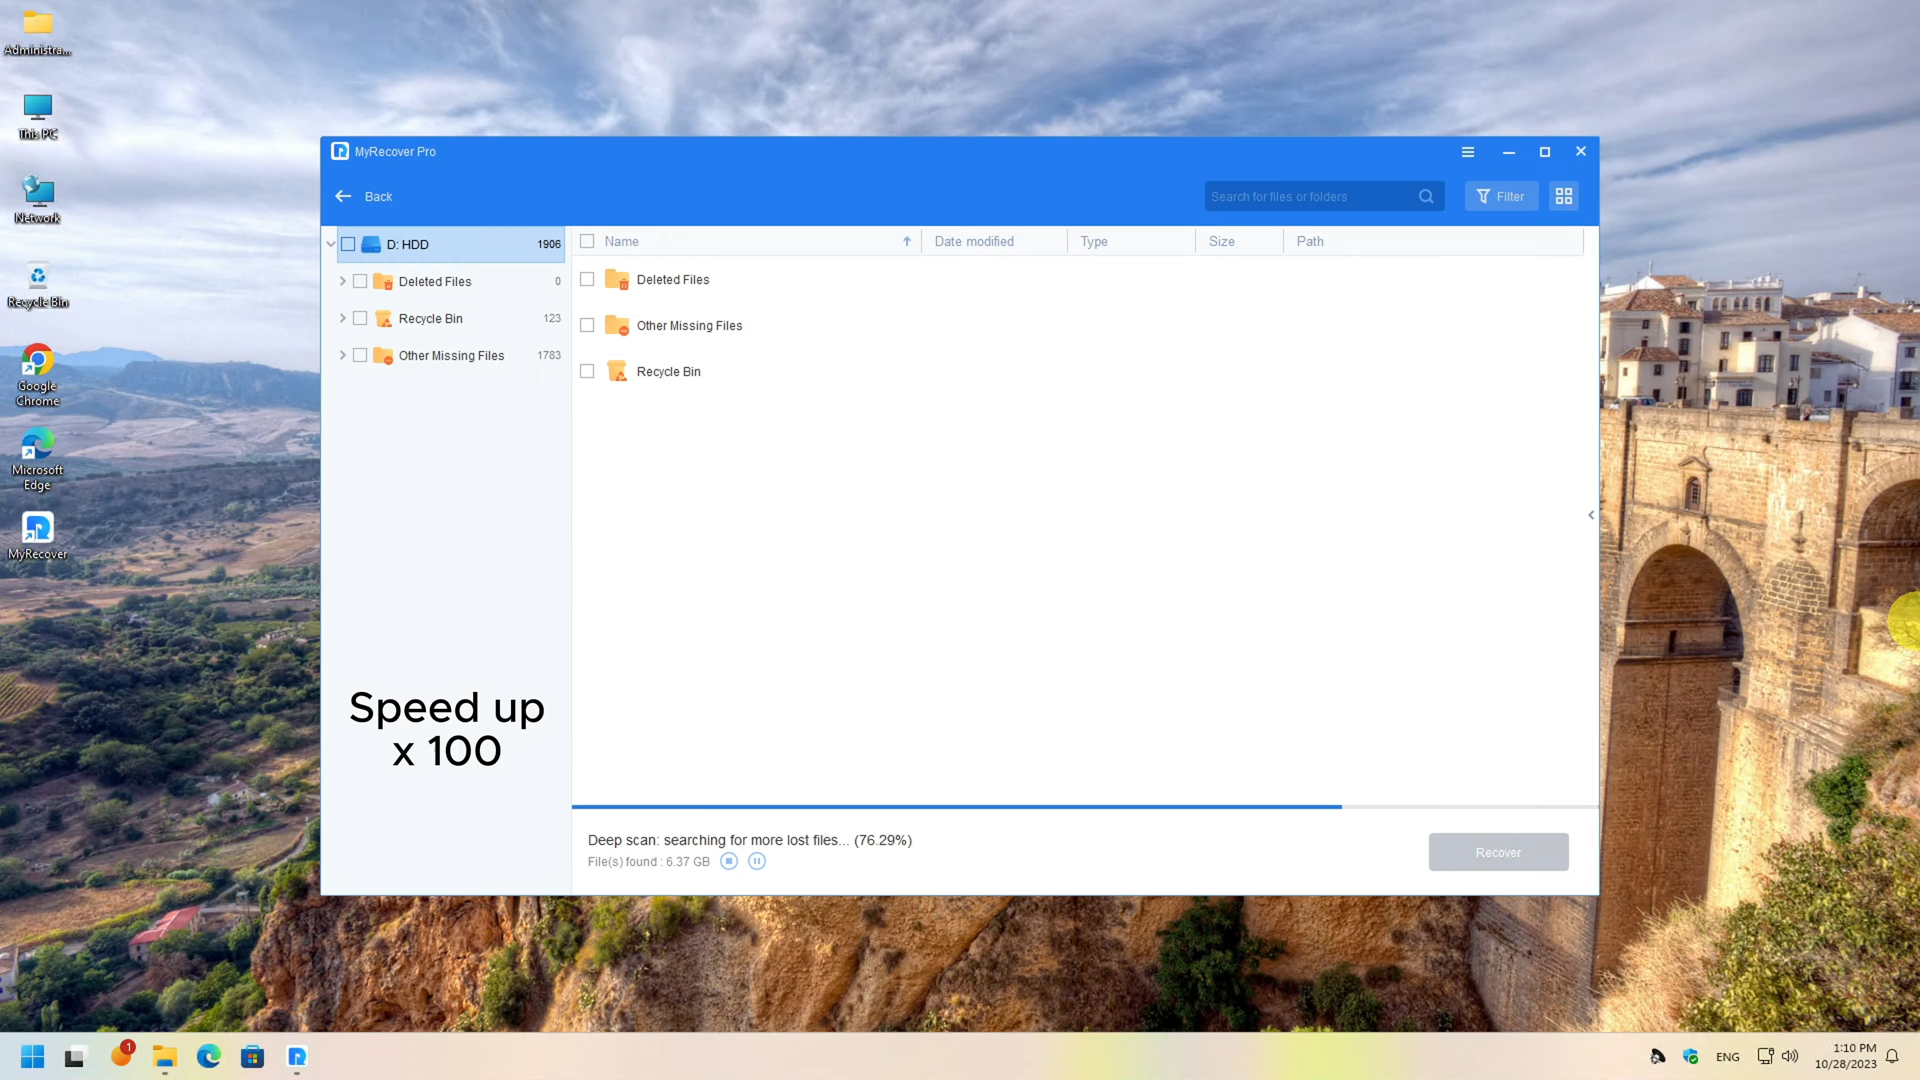 Administra...
This PC
Network
Recycle Bin
Google
Chrome
Microsoft
Edge
MyRecover
MyRecover Pro
Back
Search for files or folders
Filter
D: HDD 1906
Deleted Files 0
Recycle Bin 123
Other Missing Files 1783
Name Date modified Type Size Path
Deleted Files
Other Missing Files
Recycle Bin
Speed up
x 100
Deep scan: searching for more lost files... (76.29%)
File(s) found : 6.37 GB
Recover
1
ENG
1:10 PM
10/28/2023